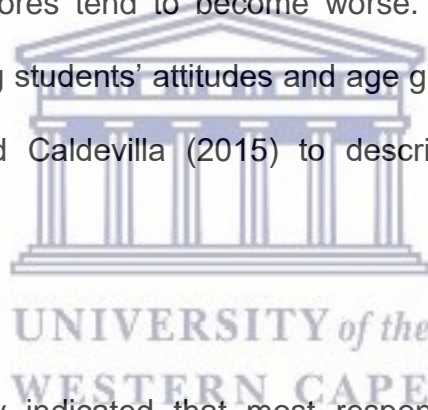 ores tend to become worse.
g students’ attitudes and age g
d Caldevilla (2015) to descri
UNIVERSITY of the
WESTERN CAPE
y indicated that most respon